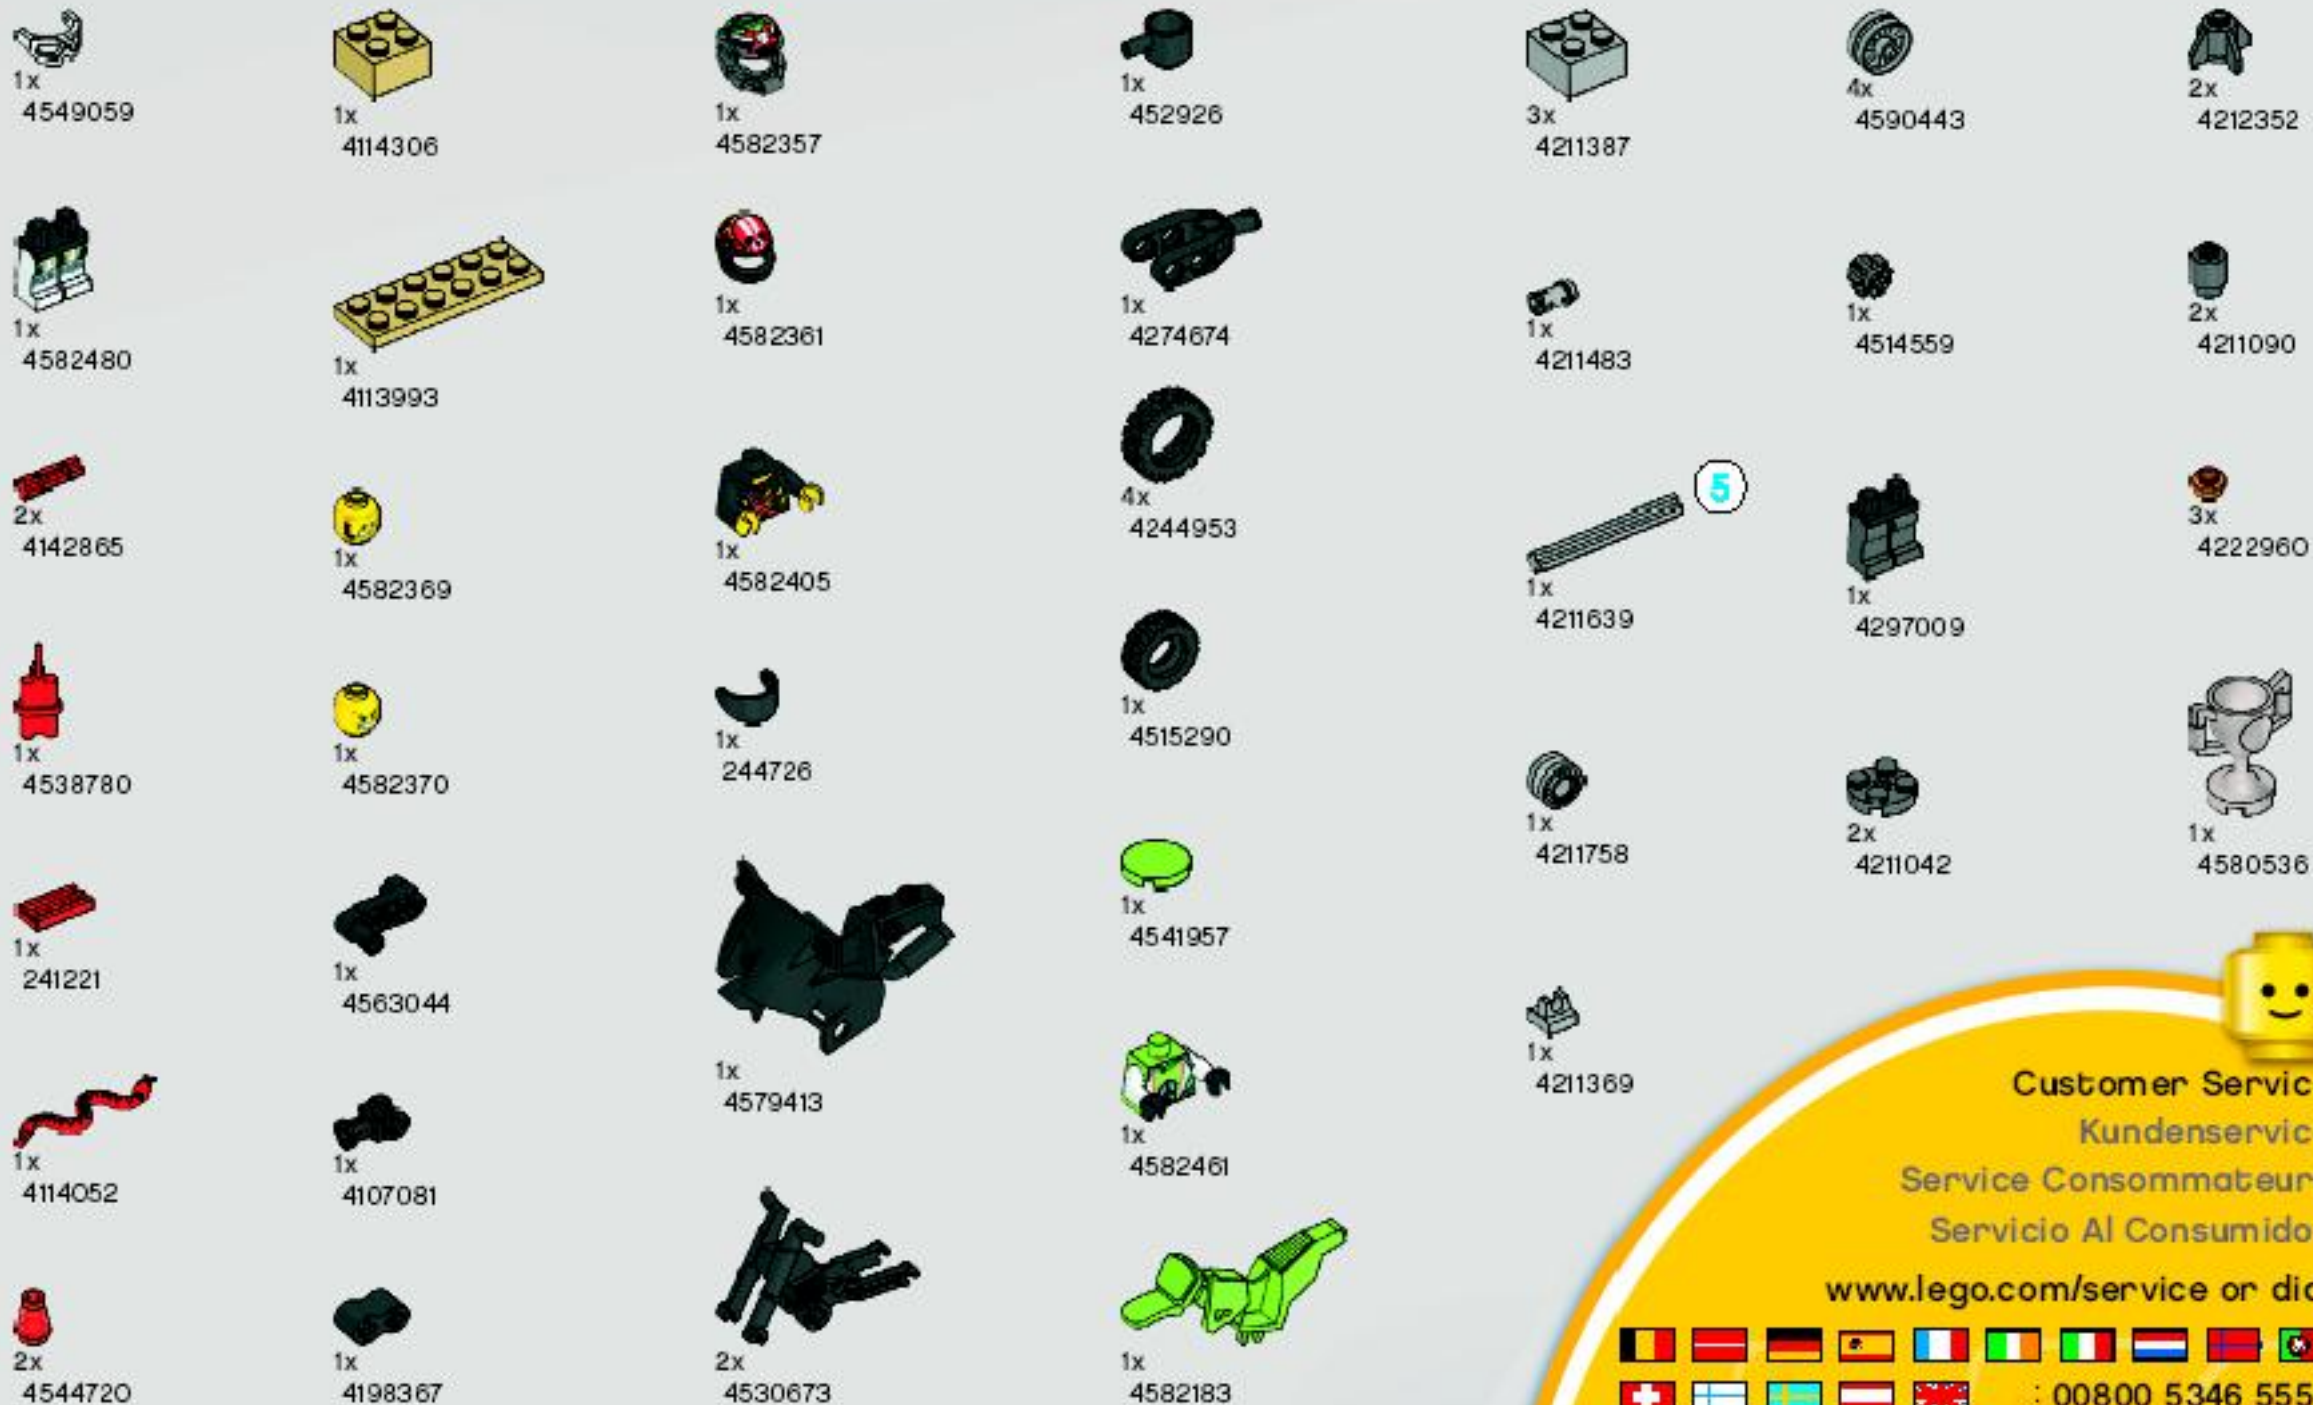 1x
4549059
1x
4582480
2x
4142865
1x
4538780
1x
241221
1x
4114052
2x
4544720
1x
4114306
1x
4113993
1x
4582369
1x
4582370
1x
4563044
1x
4107081
1x
4198367
1x
4582357
1x
4582361
1x
4582405
1x
244726
1x
4579413
2x
4530673
1x
452926
1x
4274674
4x
4244953
1x
4515290
1x
4541957
1x
4582461
1x
4582183
3x
4211387
1x
4211483
5
1x
4211639
1x
4211758
1x
4211369
4x
4590443
1x
4514559
1x
4297009
2x
4211042
2x
4212352
2x
4211090
3x
4222960
1x
4580536
Customer Servic
Kundenservic
Service Consommateur
Servicio Al Consumido
www.lego.com/service or dia
: 00800 5346 555